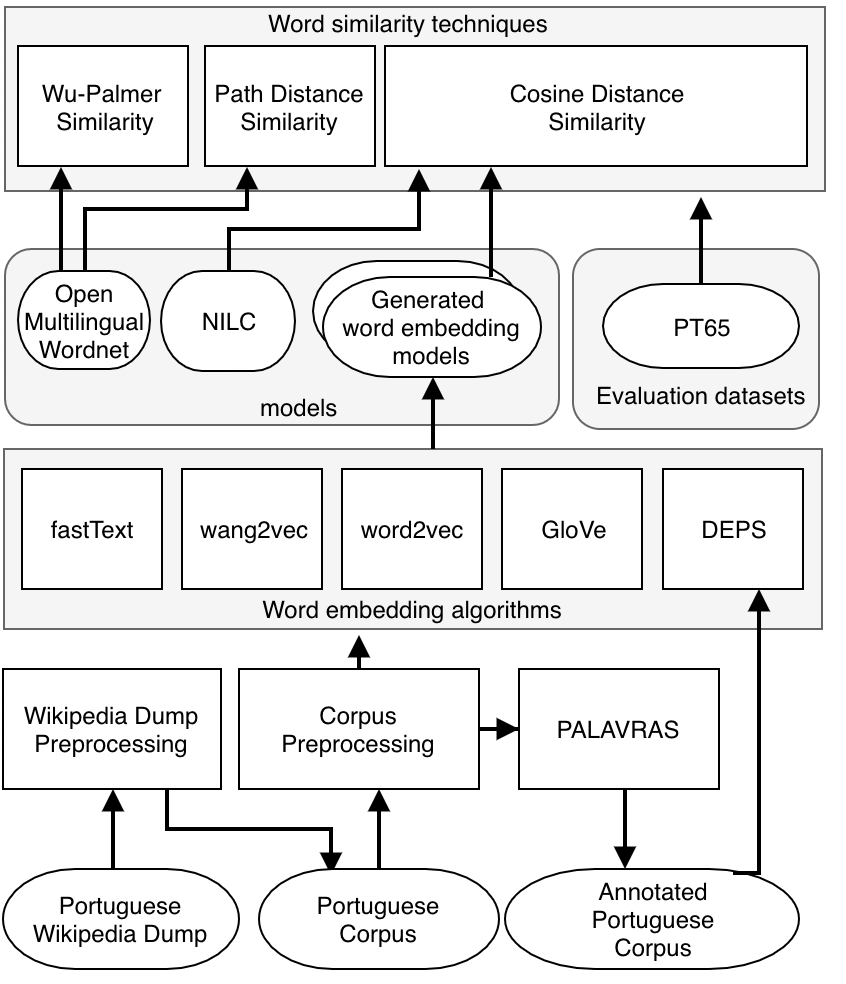 Word similarity techniques
Wu-Palmer
Similarity
Path Distance
Similarity
Cosine Distance
Similarity
Open
Multilingual
Wordnet
NILC
Generated
word embedding
models
models
PT65
Evaluation datasets
fastText
wang2vec
word2vec
GloVe
DEPS
Word embedding algorithms
Wikipedia Dump
Preprocessing
Corpus
Preprocessing
PALAVRAS
Portuguese
Wikipedia Dump
Portuguese
Corpus
Annotated
Portuguese
Corpus